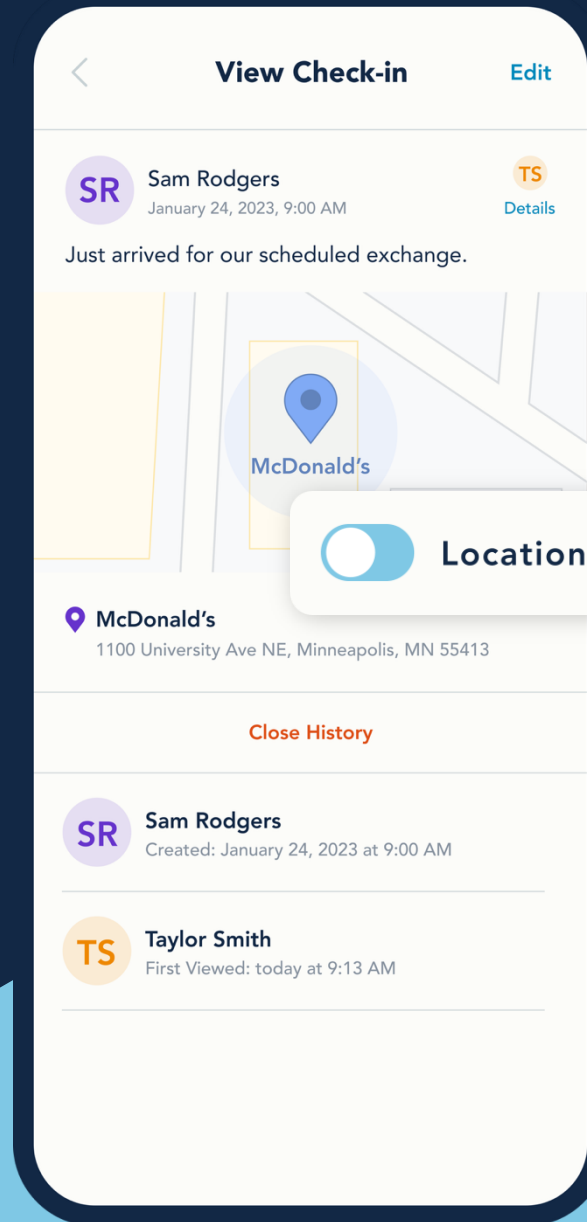 View Check-in
Edit
SR
Sam Rodgers
January 24, 2023, 9:00 AM
TS
Details
Just arrived for our scheduled exchange.
McDonald's
Location
McDonald's
1100 University Ave NE, Minneapolis, MN 55413
Close History
SR
Sam Rodgers
Created: January 24, 2023 at 9:00 AM
TS
Taylor Smith
First Viewed: today at 9:13 AM